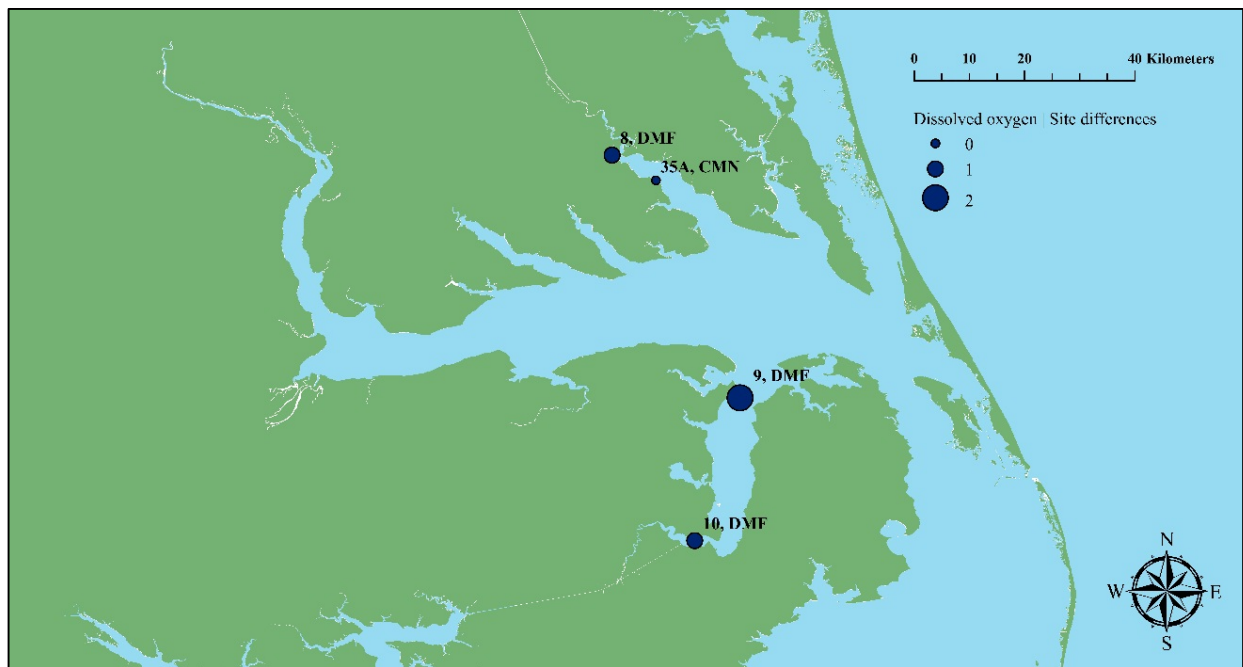 0 10 20 40 Kilometers
Dissolved oxygen | Site differences
0
1
2
8, DMF
35A, CMN
9, DMF
10, DMF
N
W E
S